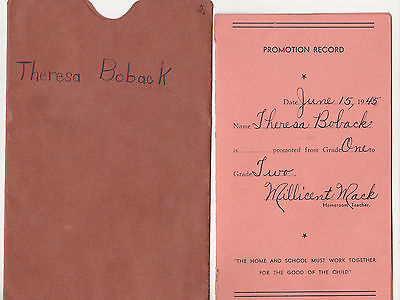 Theresa Boback
PROMOTION RECORD
Date June 15, 1945
Name Theresa Boback
is promoted from Grade One to
Grade Two
Millicent Mack
Homeroom Teacher.
"THE HOME AND SCHOOL MUST WORK TOGETHER
FOR THE GOOD OF THE CHILD"